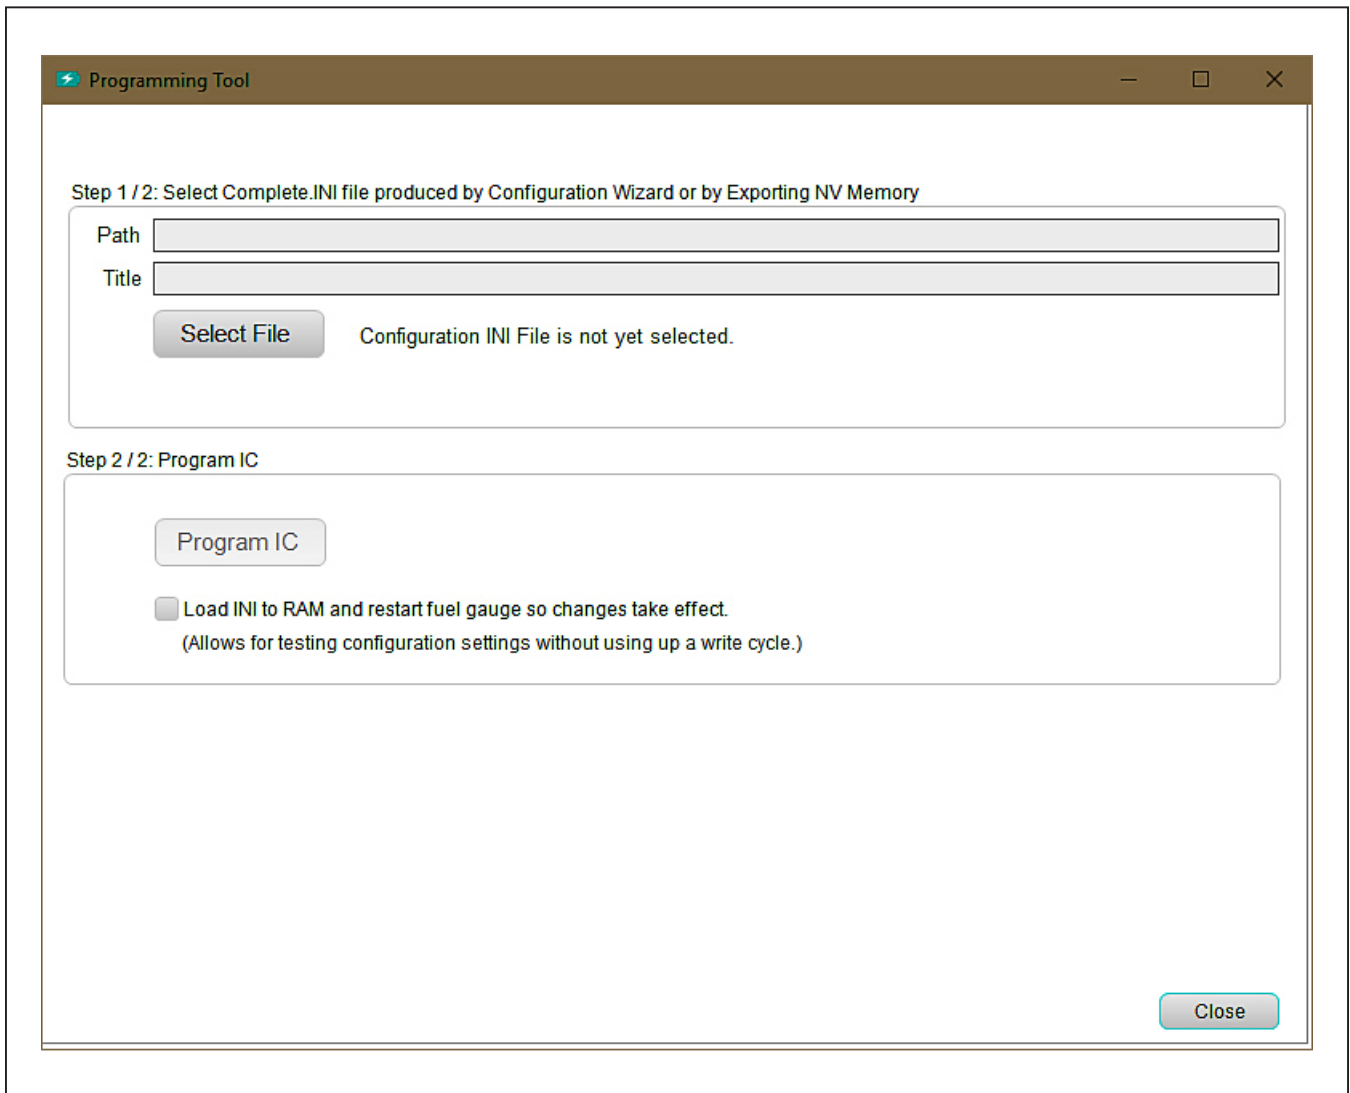 Programming Tool
Step 1 / 2: Select Complete.INI file produced by Configuration Wizard or by Exporting NV Memory
Path
Title
Select File
Configuration INI File is not yet selected.
Step 2 / 2: Program IC
Program IC
Load INI to RAM and restart fuel gauge so changes take effect.
(Allows for testing configuration settings without using up a write cycle.)
Close